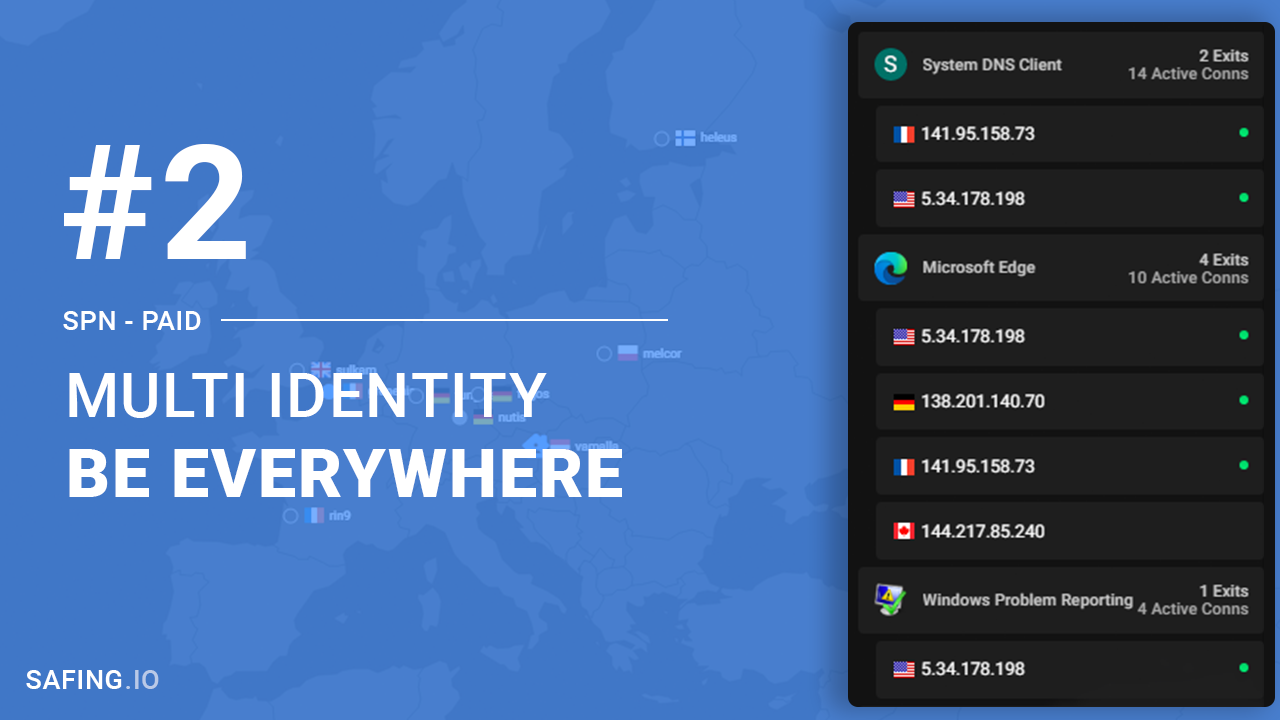 #2
SPN - PAID
MULTI IDENTITY
BE EVERYWHERE
SAFING.IO
heleus
melcor
nutis
vamalla
rin9
System DNS Client
2 Exits
14 Active Conns
141.95.158.73
5.34.178.198
Microsoft Edge
4 Exits
10 Active Conns
5.34.178.198
138.201.140.70
141.95.158.73
144.217.85.240
Windows Problem Reporting
1 Exits
4 Active Conns
5.34.178.198